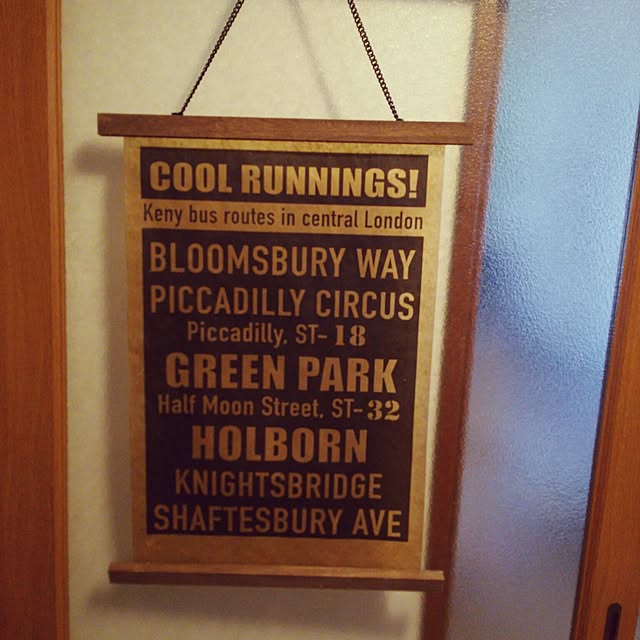 COOL RUNNINGS!
Keny bus routes in central London
BLOOMSBURY WAY
PICCADILLY CIRCUS
Piccadilly, ST-18
GREEN PARK
Half Moon Street, ST-32
HOLBORN
KNIGHTSBRIDGE
SHAFTESBURY AVE